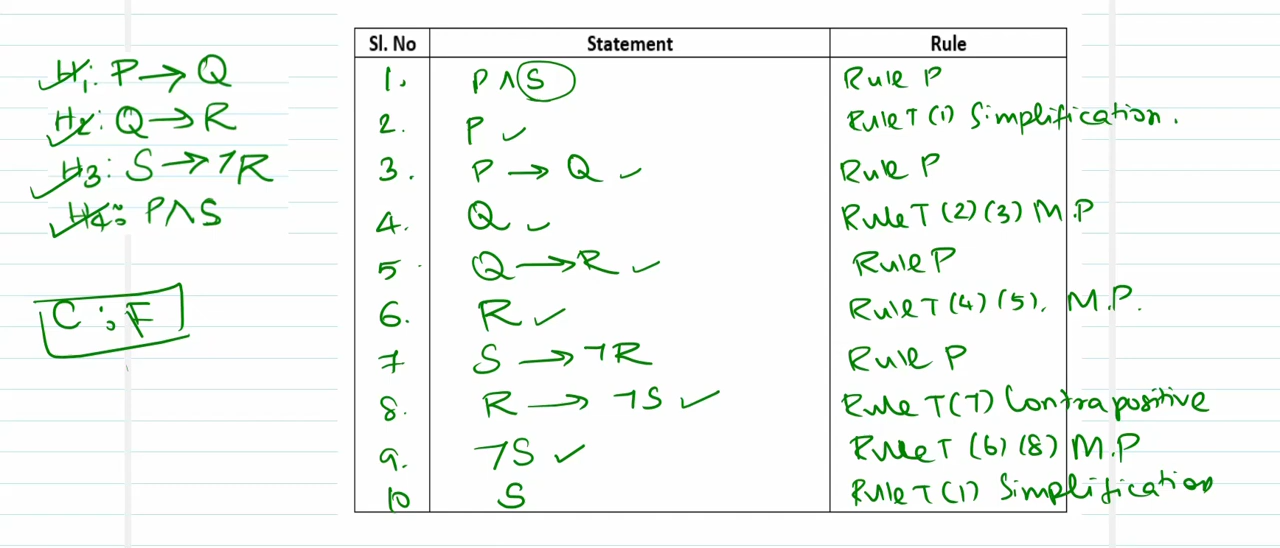 H1: P → Q
H2: Q → R
H3: S → ¬R
H4: P ∧ S
C : F
Sl. No Statement Rule
1. P ∧ S Rule P
2. P ✓ Rule T (1) Simplification.
3. P → Q ✓ Rule P
4. Q ✓ Rule T (2) (3) M.P
5. Q → R ✓ Rule P
6. R ✓ Rule T (4) (5). M.P.
7 S → ¬R Rule P
8. R → ¬S ✓ Rule T (7) Contrapositive
9. ¬S ✓ Rule T (6) (8) M.P
10 S Rule T (1) Simplification